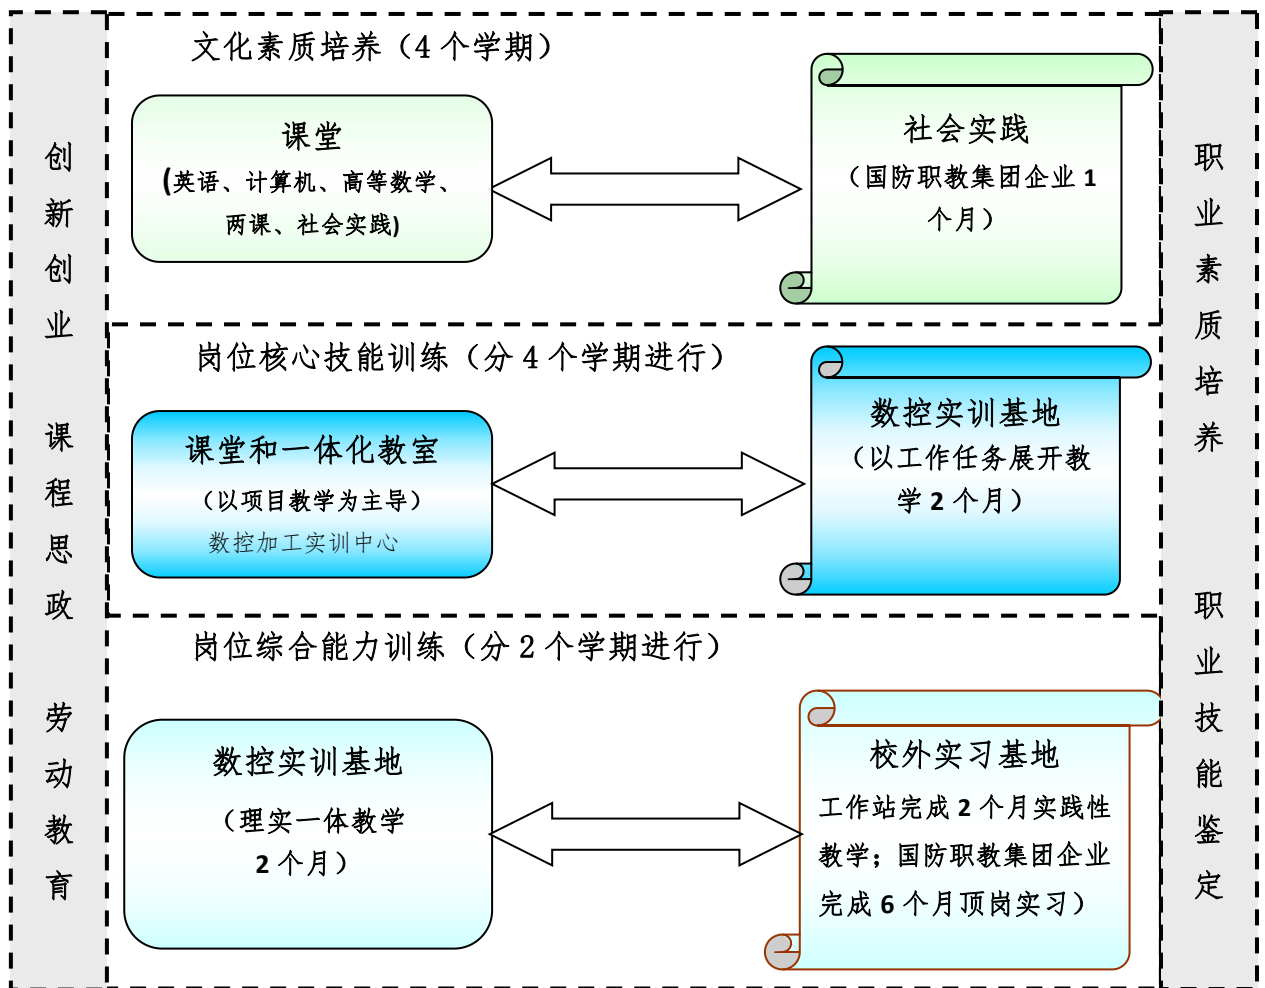 创新创业 课程思政 劳动教育
文化素质培养（4 个学期）
课堂
(英语、计算机、高等数学、
两课、社会实践)
社会实践
（国防职教集团企业 1
个月）
岗位核心技能训练（分 4 个学期进行）
课堂和一体化教室
（以项目教学为主导）
数控加工实训中心
数控实训基地
（以工作任务展开教
学 2 个月）
岗位综合能力训练（分 2 个学期进行）
数控实训基地
（理实一体教学
2 个月）
校外实习基地
工作站完成 2 个月实践性
教学；国防职教集团企业
完成 6 个月顶岗实习）
职业素质培养 职业技能鉴定